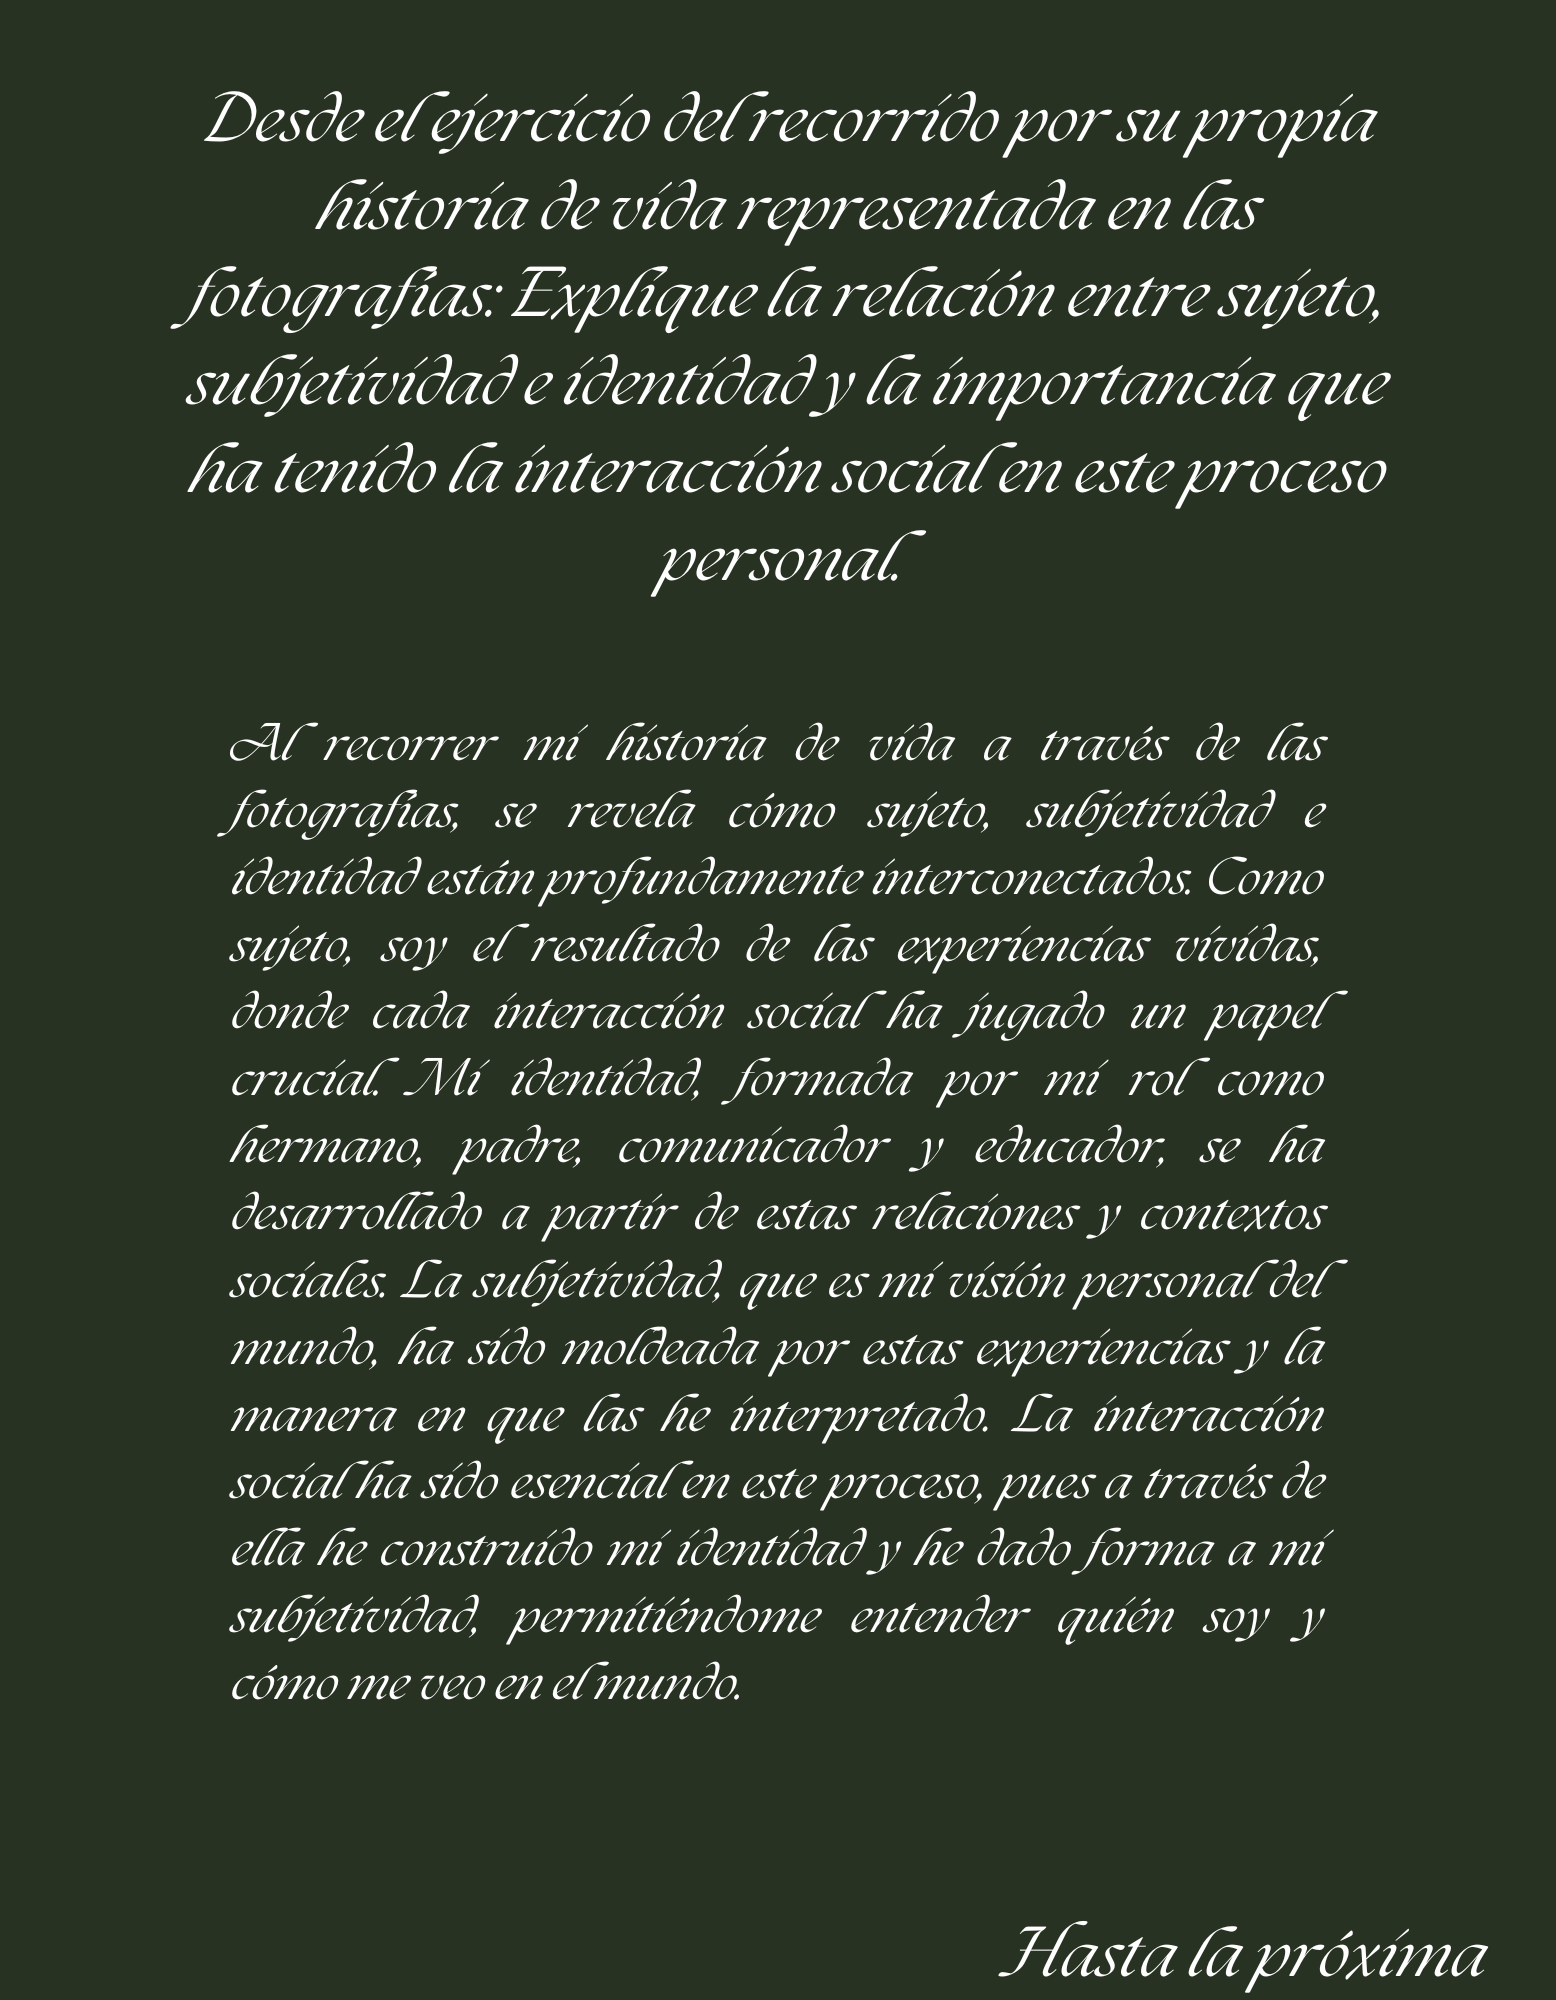 Desde el ejercicio del recorrido por su propia
historia de vida representada en las
fotografías: Explique la relación entre sujeto,
subjetividad e identidad y la importancia que
ha tenido la interacción social en este proceso
personal.
Al recorrer mi historia de vida a través de las
fotografías, se revela cómo sujeto, subjetividad e
identidad están profundamente interconectados. Como
sujeto, soy el resultado de las experiencias vividas,
donde cada interacción social ha jugado un papel
crucial. Mi identidad, formada por mi rol como
hermano, padre, comunicador y educador, se ha
desarrollado a partir de estas relaciones y contextos
sociales. La subjetividad, que es mi visión personal del
mundo, ha sido moldeada por estas experiencias y la
manera en que las he interpretado. La interacción
social ha sido esencial en este proceso, pues a través de
ella he construido mi identidad y he dado forma a mi
subjetividad, permitiéndome entender quién soy y
cómo me veo en el mundo.
Hasta la próxima